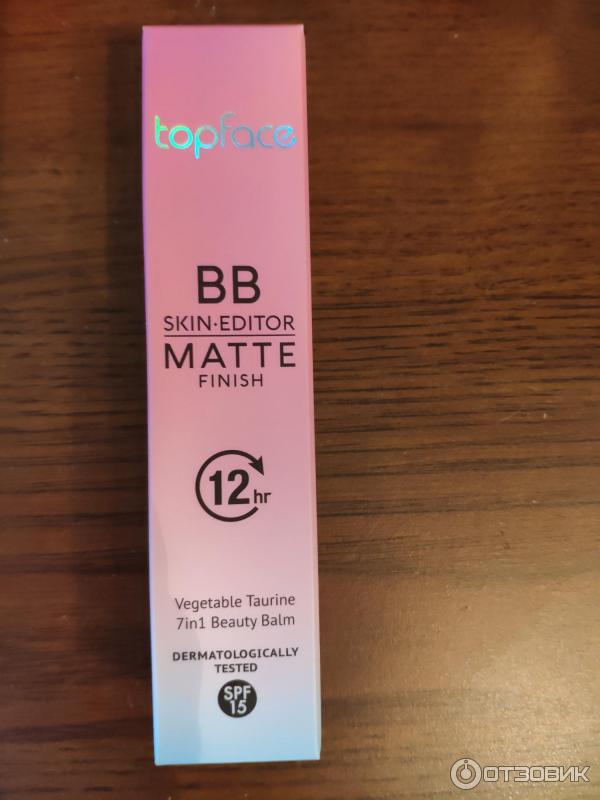 topface
BB
SKIN·EDITOR
MATTE
FINISH
12hr
Vegetable Taurine
7in1 Beauty Balm
DERMATOLOGICALLY
TESTED
SPF
15
ОТЗОВИК